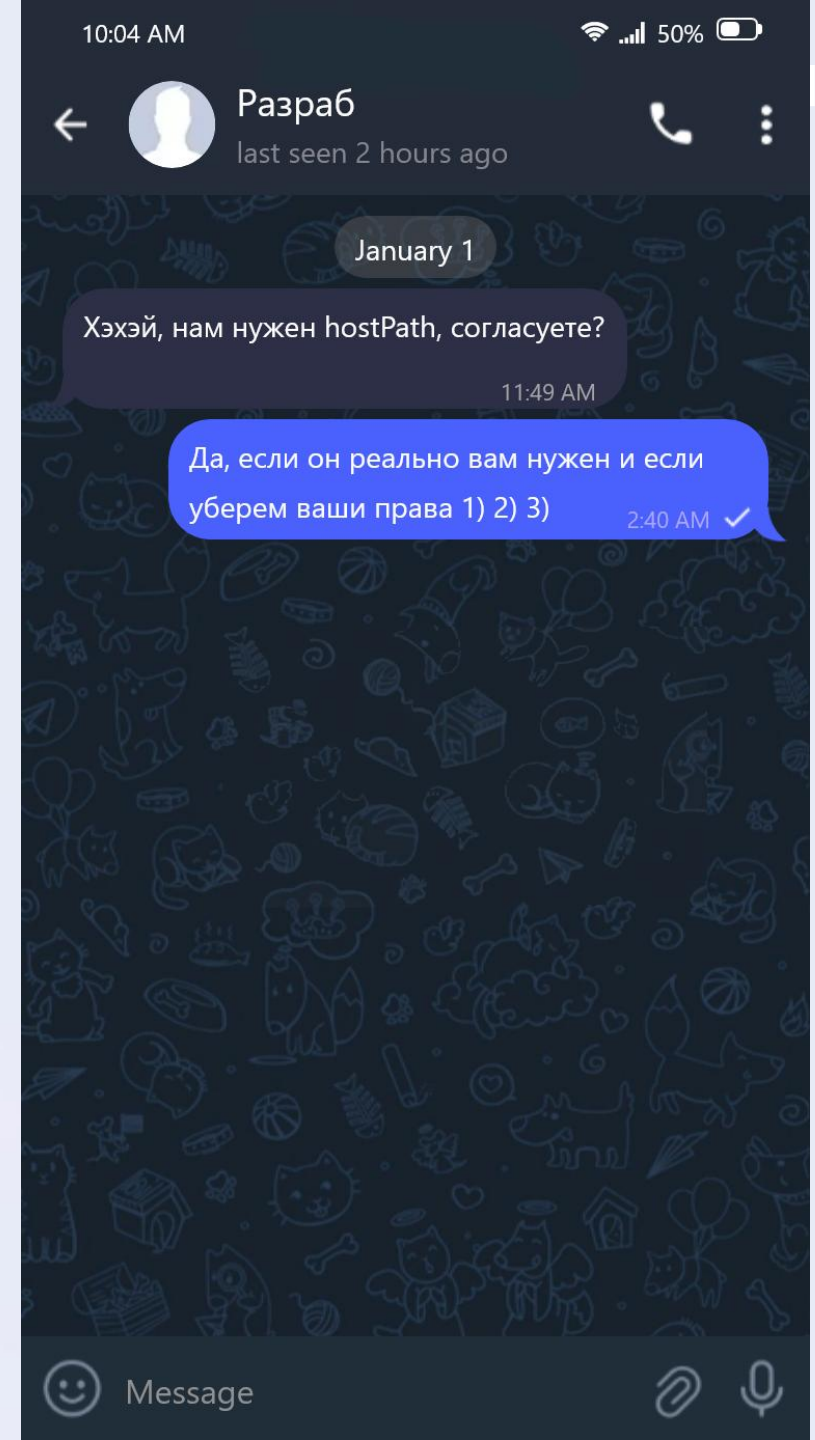 10:04 AM
50%
Разраб
last seen 2 hours ago
January 1
Хэхэй, нам нужен hostPath, согласуете?
11:49 AM
Да, если он реально вам нужен и если
уберем ваши права 1) 2) 3)
2:40 AM
Message